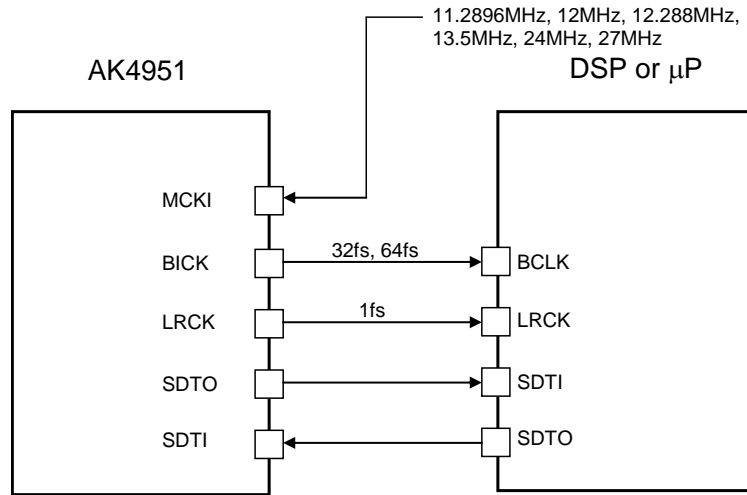 11.2896MHz, 12MHz, 12.288MHz,
13.5MHz, 24MHz, 27MHz
AK4951
DSP or μP
MCKI
BICK
32fs, 64fs
BCLK
LRCK
1fs
LRCK
SDTO
SDTI
SDTI
SDTO